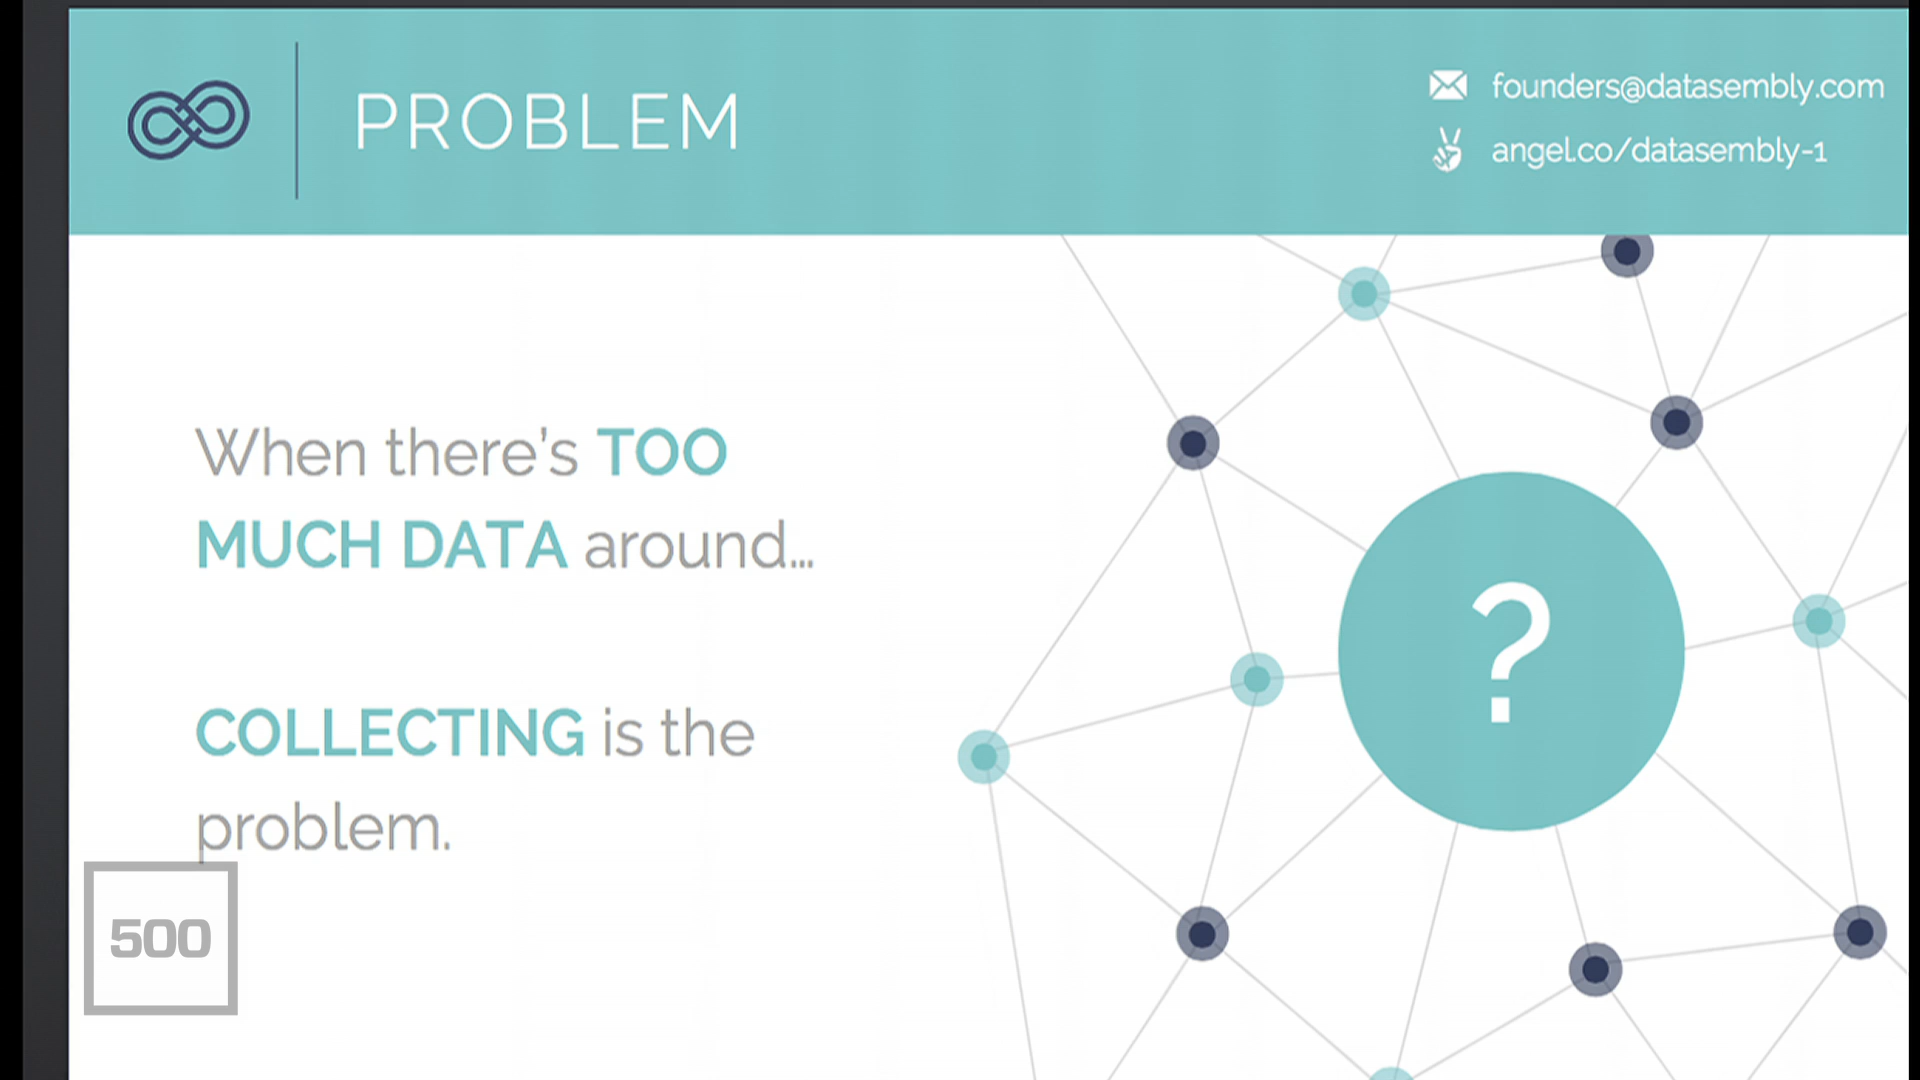 PROBLEM
founders@datasembly.com
angel.co/datasembly-1
When there's TOO
MUCH DATA around...
COLLECTING is the
problem.
?
500